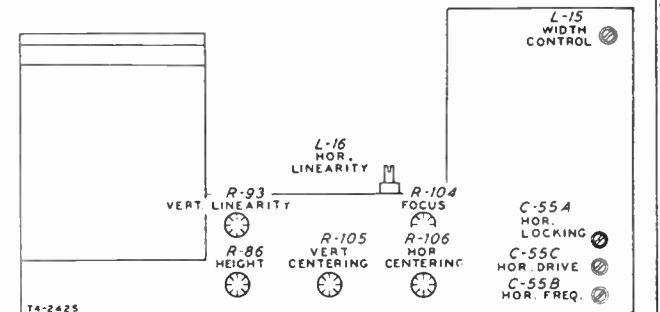 L-15
WIDTH
CONTROL
L-16
HOR.
LINEARITY
R-93
VERT. LINEARITY
R-104
FOCUS
C-55A
HOR.
LOCKING
R-86
HEIGHT
R-105
VERT
CENTERING
R-106
HOR
CENTERING
C-55C
HOR. DRIVE
C-55B
HOR. FREQ.
T4-2425